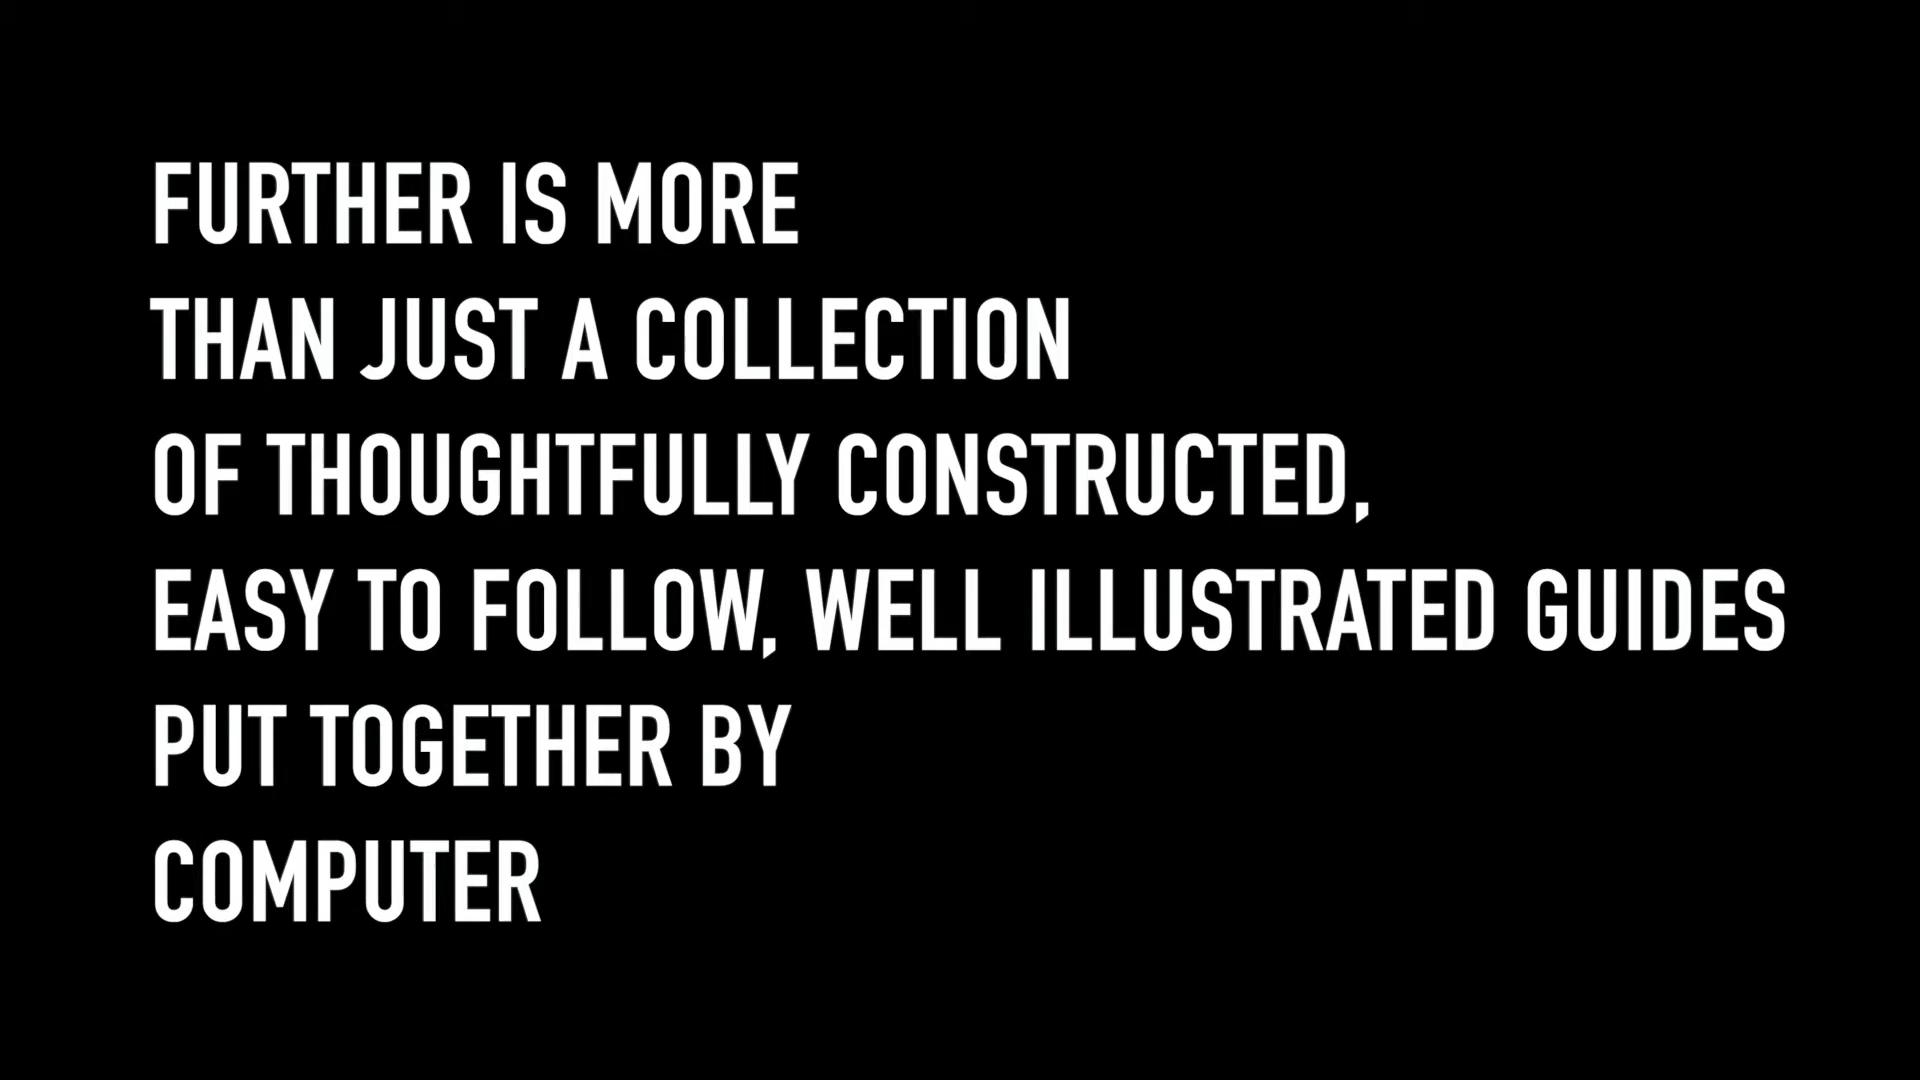 FURTHER IS MORE
THAN JUST A COLLECTION
OF THOUGHTFULLY CONSTRUCTED,
EASY TO FOLLOW, WELL ILLUSTRATED GUIDES
PUT TOGETHER BY
COMPUTER